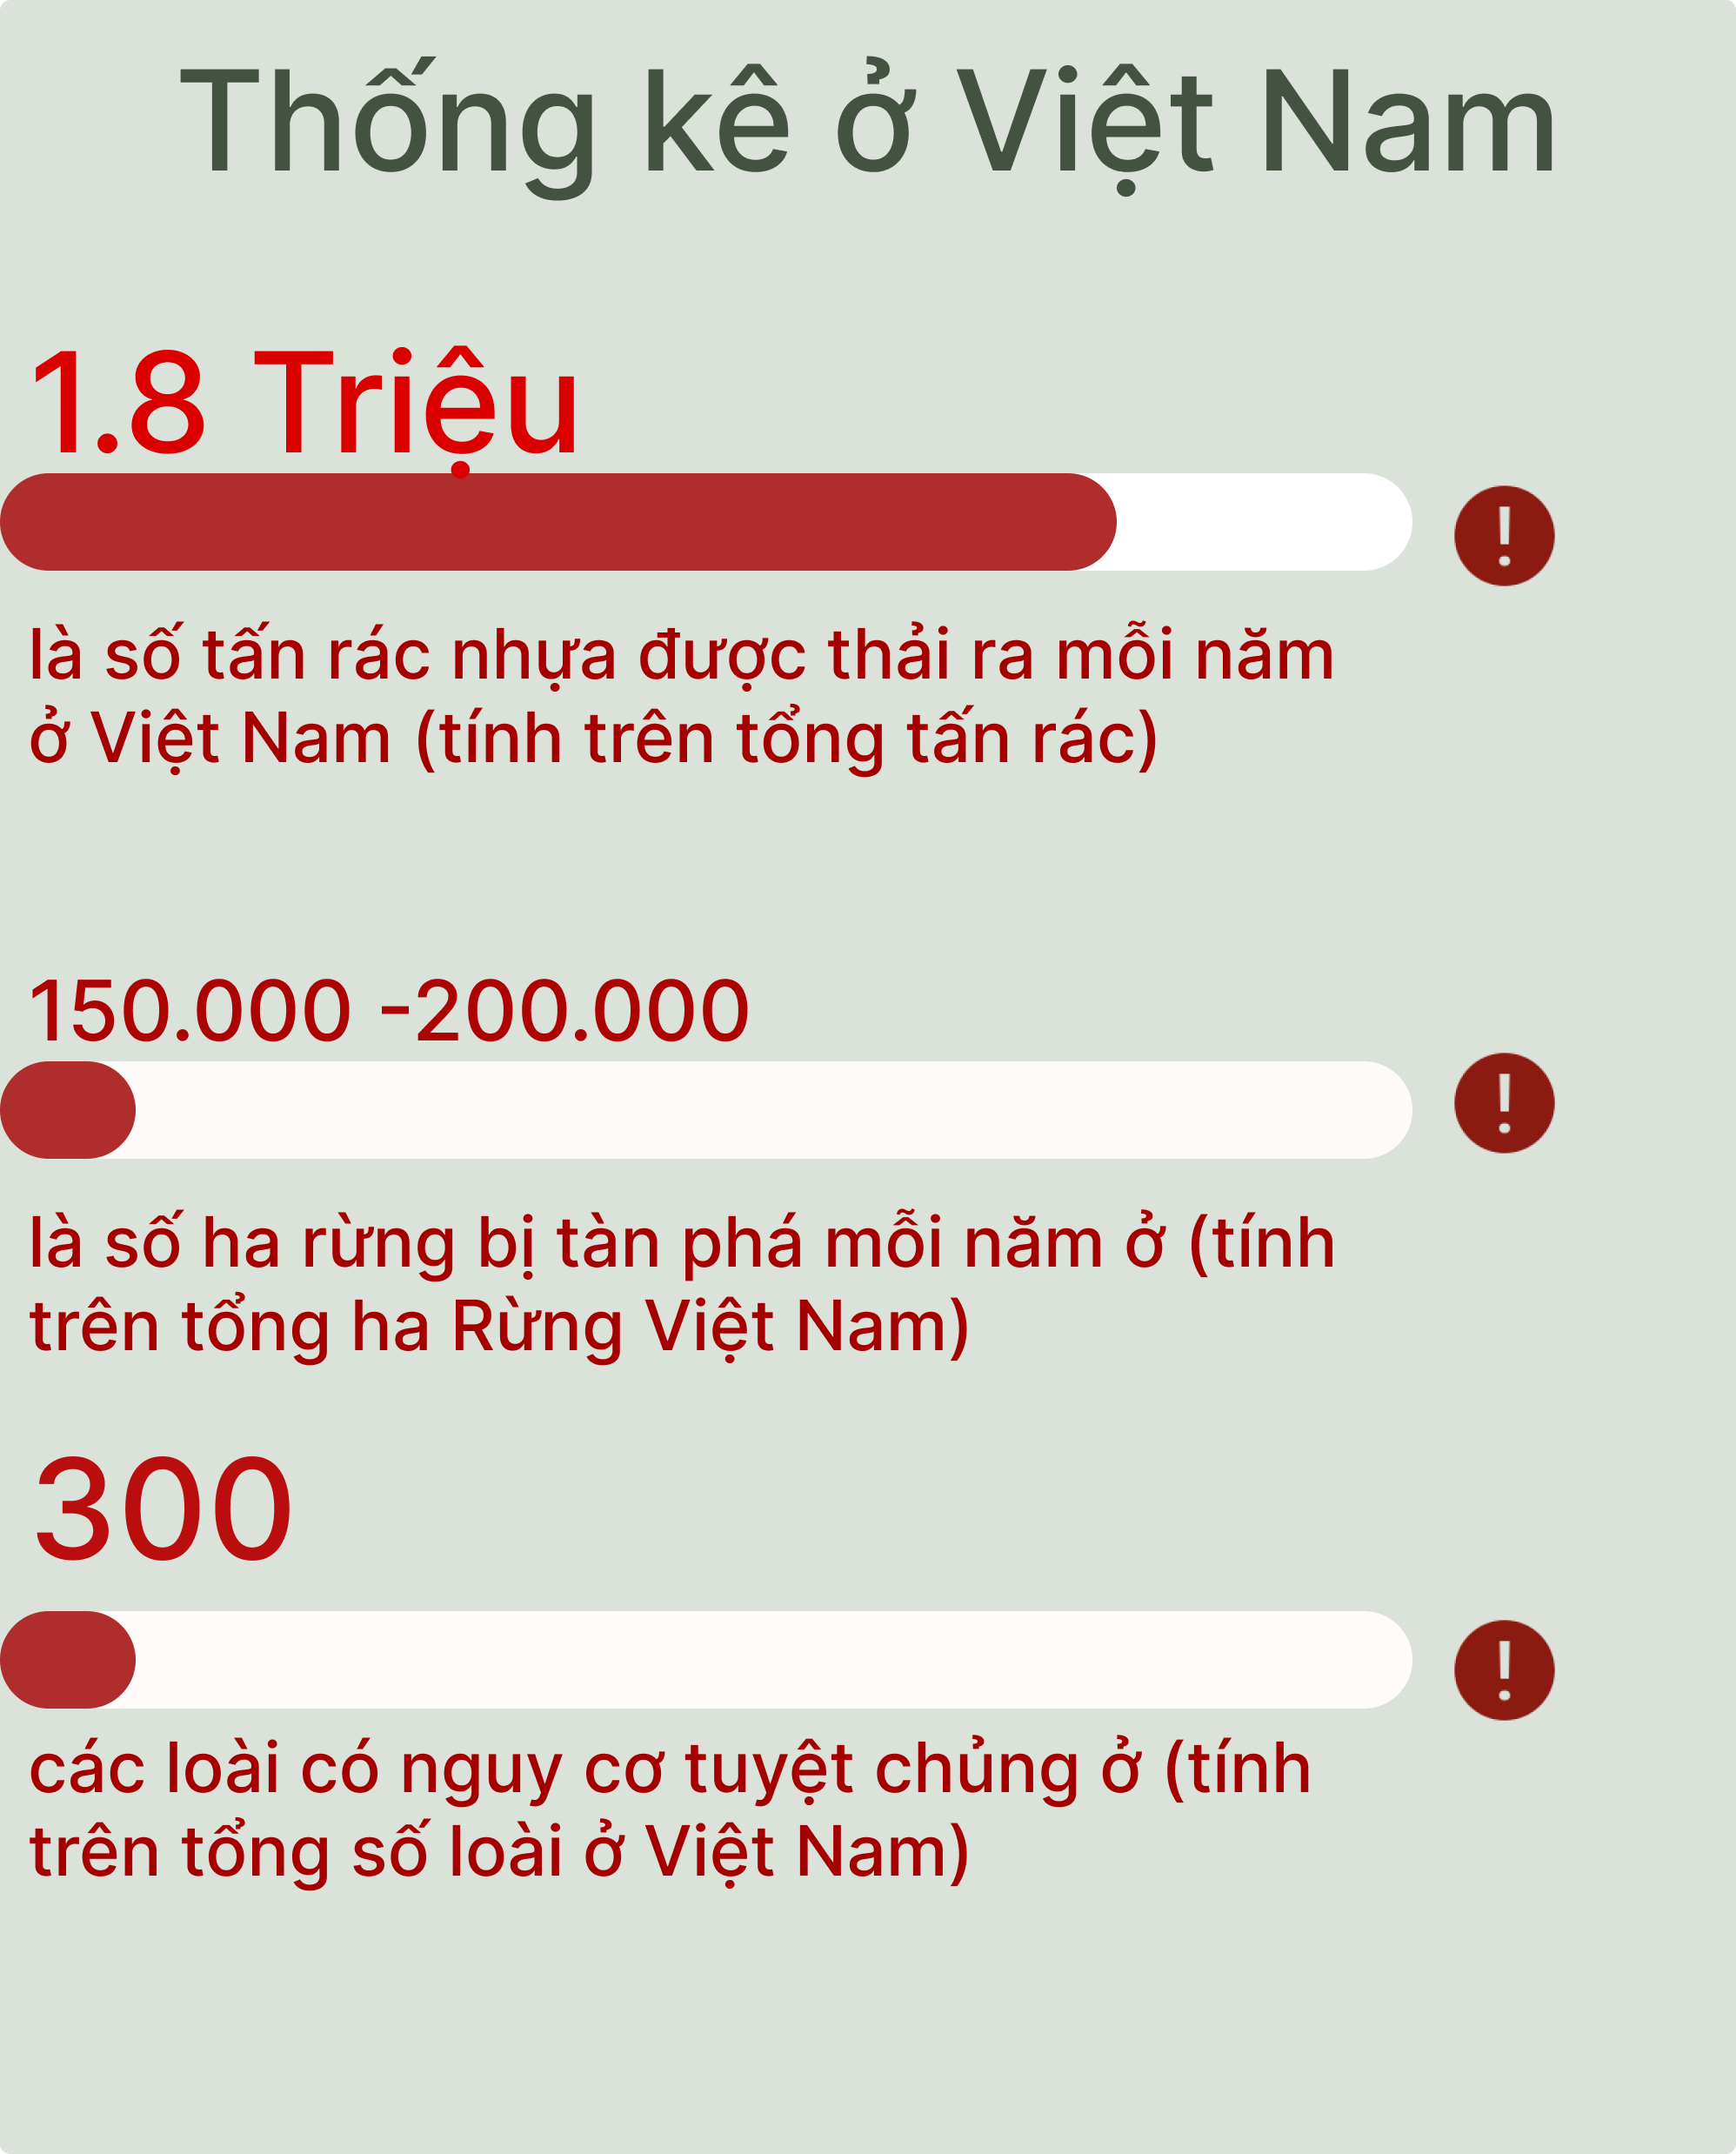 Thống kê ở Việt Nam
1.8 Triệu
!
là số tấn rác nhựa được thải ra mỗi năm
ở Việt Nam (tính trên tổng tấn rác)
150.000 -200.000
!
là số ha rừng bị tàn phá mỗi năm ở (tính
trên tổng ha Rừng Việt Nam)
300
!
các loài có nguy cơ tuyệt chủng ở (tính
trên tổng số loài ở Việt Nam)